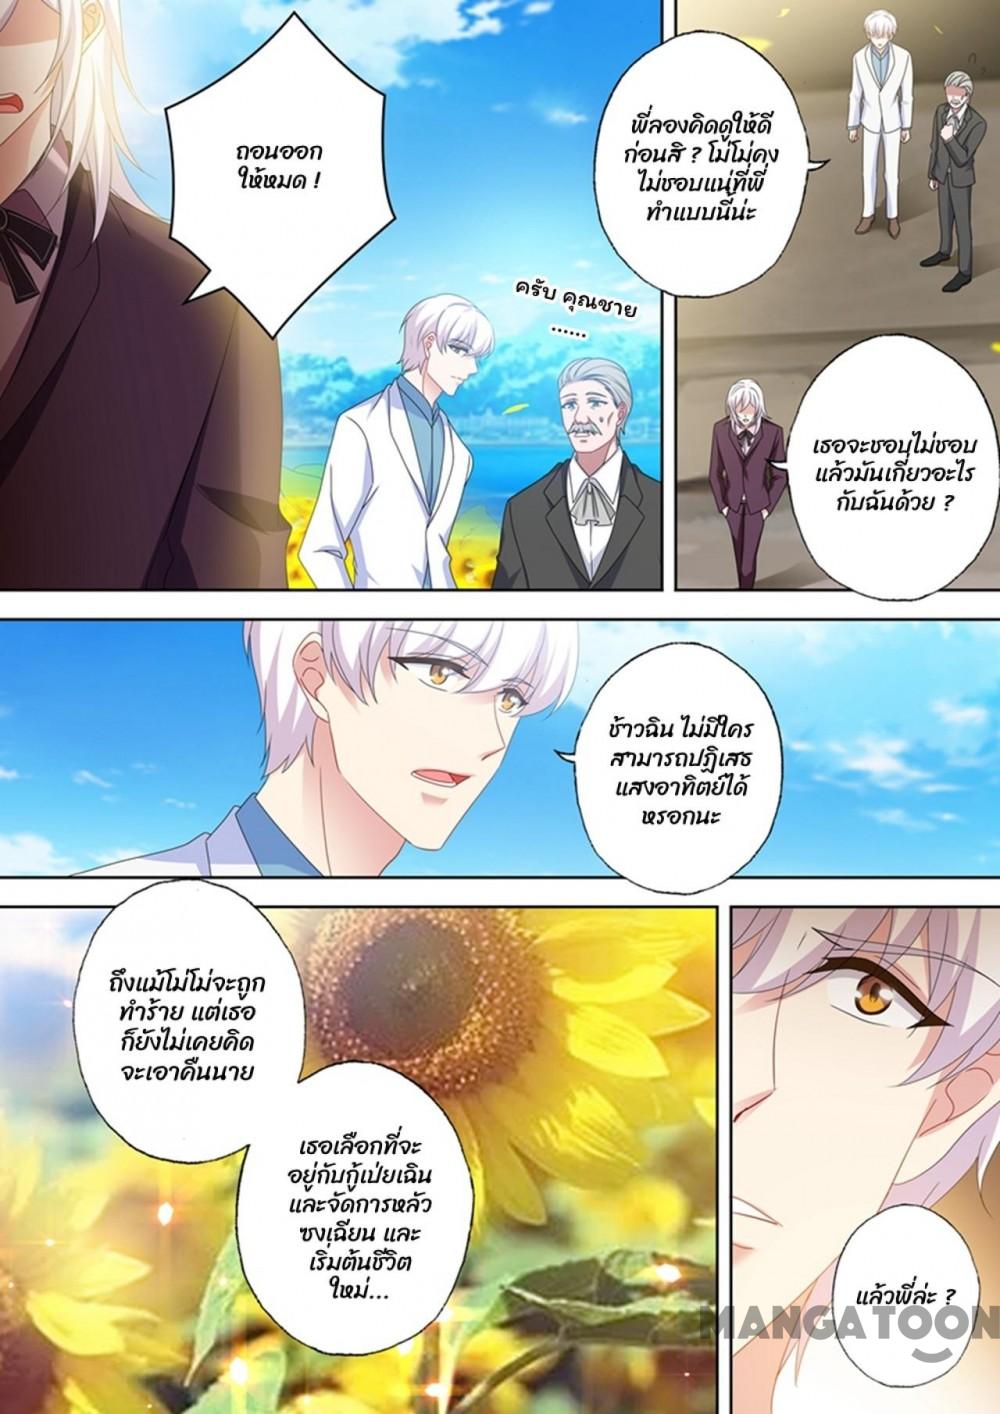 ถอนออก
ให้หมด !
ครับ คุณชาย
......
พี่ลองคิดดูให้ดี
ก่อนสิ ? โม่โม่คง
ไม่ชอบแน่ที่พี่
ทำแบบนี้น่ะ
เธอจะชอบไม่ชอบ
แล้วมันเกี่ยวอะไร
กับฉันด้วย ?
ช้าวฉิน ไม่มีใคร
สามารถปฏิเสธ
แสงอาทิตย์ได้
หรอกนะ
ถึงแม้โม่โม่จะถูก
ทำร้าย แต่เธอ
ก็ยังไม่เคยคิด
จะเอาคืนนาย
เธอเลือกที่จะ
อยู่กับกู้เป่ยเฉิน
และจัดการหลัว
ซงเฉียน และ
เริ่มต้นชีวิต
ใหม่...
แล้วพี่ล่ะ ?
MANGATOON